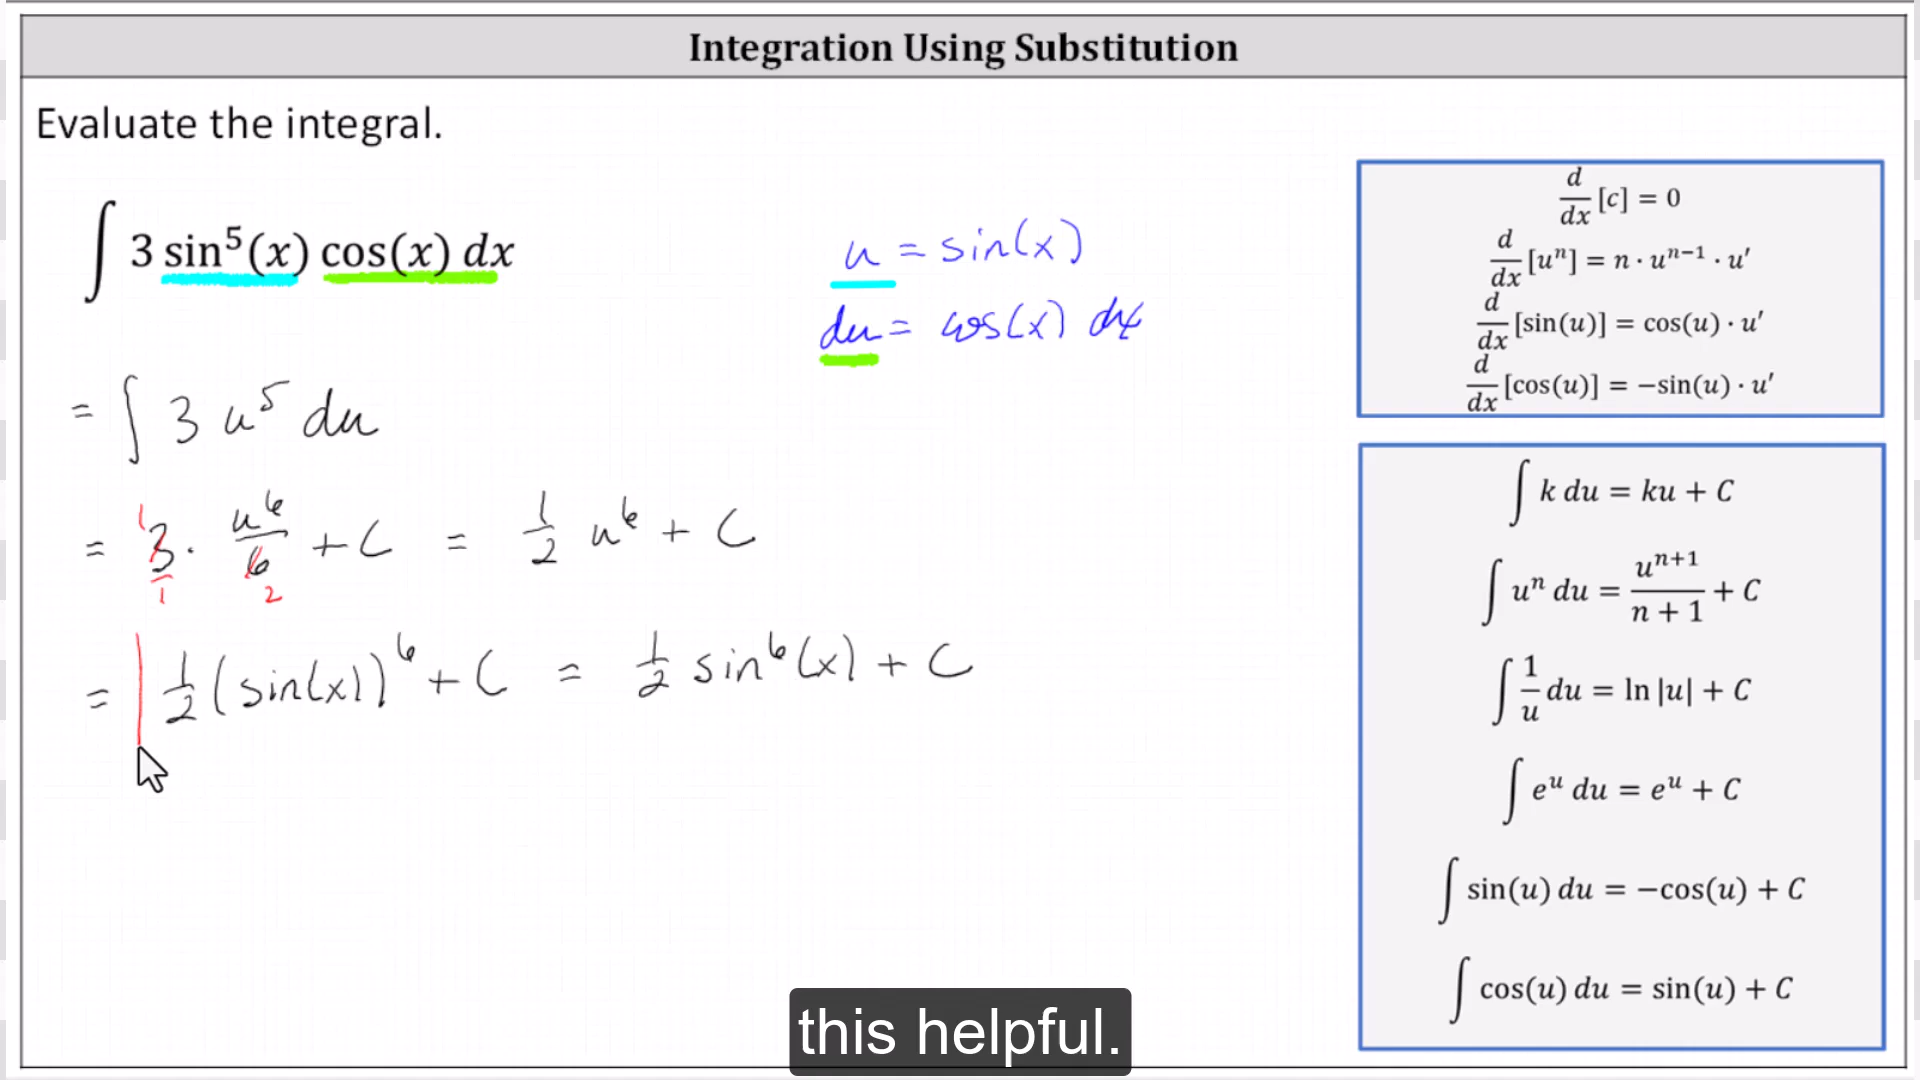 Integration Using Substitution
Evaluate the integral.
∫ 3 sin⁵(x) cos(x) dx
u = sin(x)
du = cos(x) dx
= ∫ 3 u⁵ du
= 3 · u⁶/6 + C = 1/2 u⁶ + C
1
1 2
= 1/2 (sin(x))⁶ + C = 1/2 sin⁶(x) + C
d/dx [c] = 0
d/dx [uⁿ] = n · uⁿ⁻¹ · u′
d/dx [sin(u)] = cos(u) · u′
d/dx [cos(u)] = −sin(u) · u′
∫ k du = ku + C
∫ uⁿ du = uⁿ⁺¹/n + 1 + C
∫ 1/u du = ln |u| + C
∫ eᵘ du = eᵘ + C
∫ sin(u) du = −cos(u) + C
∫ cos(u) du = sin(u) + C
this helpful.